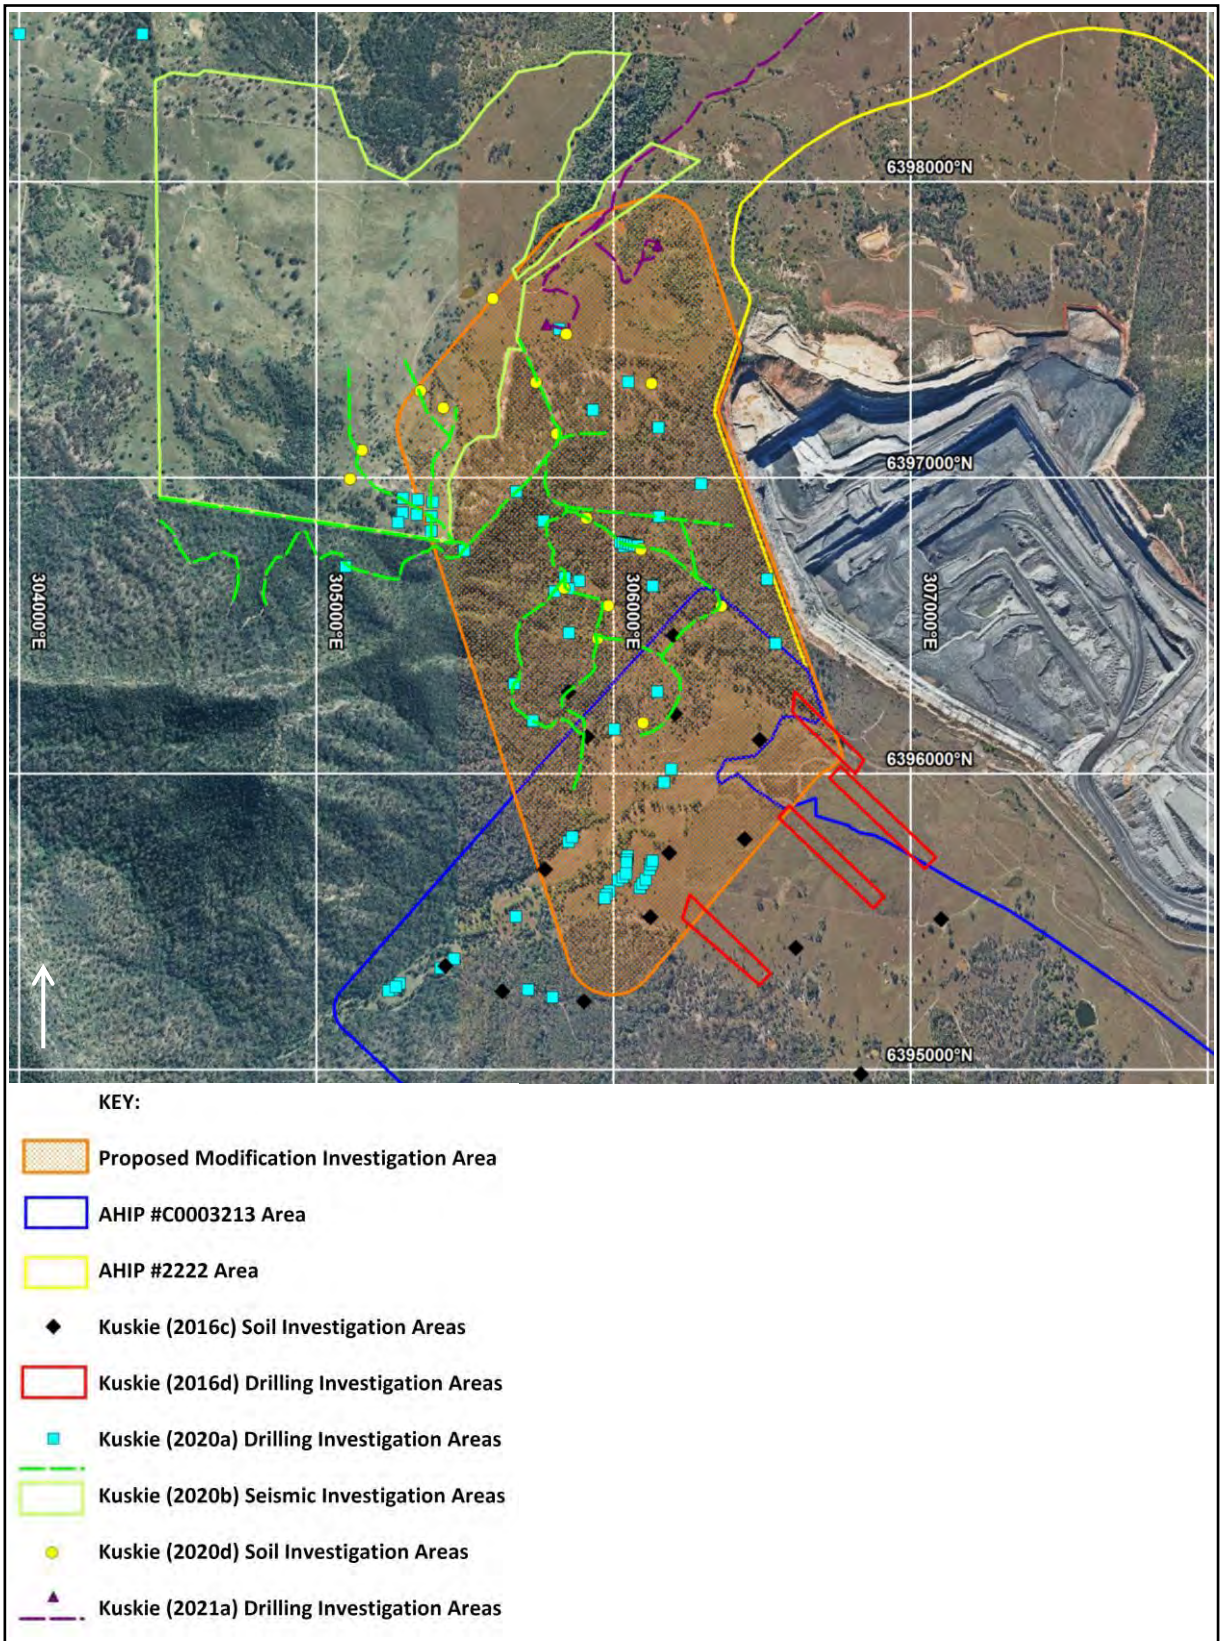 6398000°N
6397000°N
304000°E
305000°E
306000°E
307000°E
6396000°N
6395000°N
KEY:
Proposed Modification Investigation Area
AHIP #C0003213 Area
AHIP #2222 Area
Kuskie (2016c) Soil Investigation Areas
Kuskie (2016d) Drilling Investigation Areas
Kuskie (2020a) Drilling Investigation Areas
Kuskie (2020b) Seismic Investigation Areas
Kuskie (2020d) Soil Investigation Areas
Kuskie (2021a) Drilling Investigation Areas